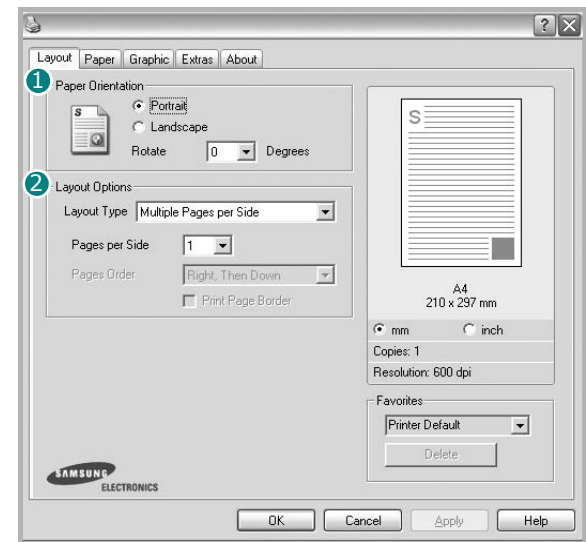 ?
Layout Paper Graphic Extras About
1
Paper Orientation
S
Portrait
Landscape
Rotate 0 Degrees
2
Layout Options
Layout Type Multiple Pages per Side
Pages per Side 1
Pages Order Right, Then Down
Print Page Border
S
A4
210 x 297 mm
mm inch
Copies: 1
Resolution: 600 dpi
Favorites
Printer Default
Delete
SAMSUNG
ELECTRONICS
OK Cancel Apply Help